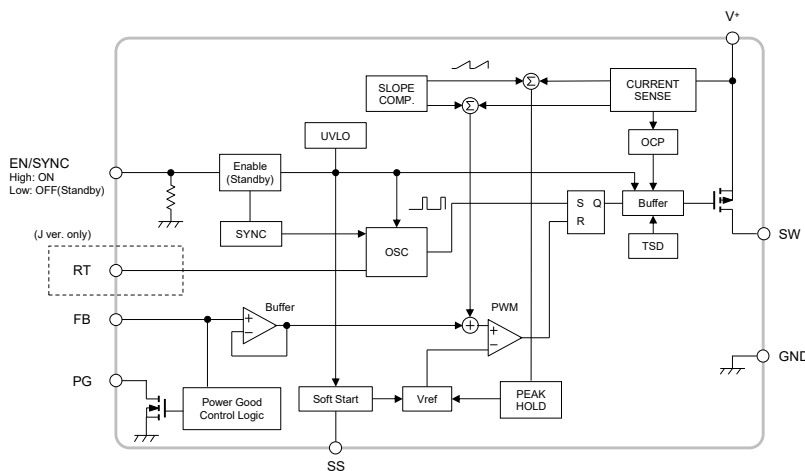 V+
SLOPE
COMP.
Σ
CURRENT
SENSE
Σ
UVLO
OCP
EN/SYNC
High: ON
Low: OFF(Standby)
Enable
(Standby)
S Q
R
Buffer
(J ver. only)
SYNC
OSC
TSD
SW
RT
FB
Buffer
+
−
+
PWM
+
−
GND
PG
Power Good
Control Logic
Soft Start
Vref
PEAK
HOLD
SS